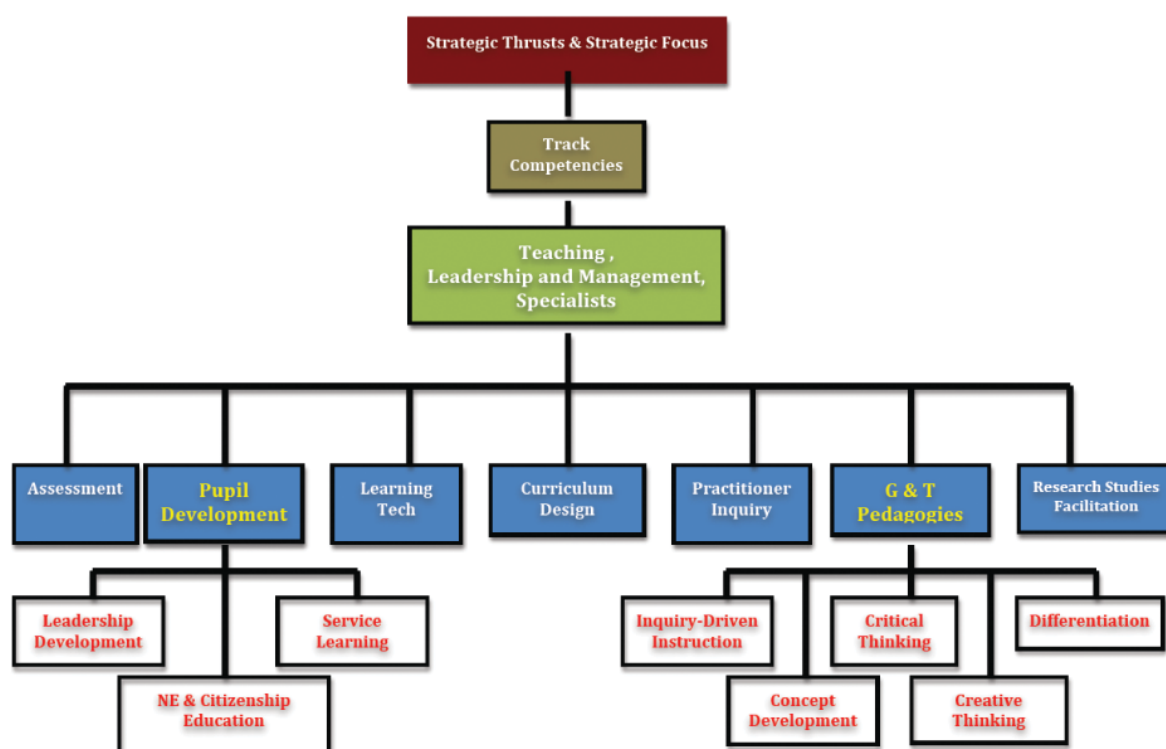 Strategic Thrusts & Strategic Focus
Track
Competencies
Teaching ,
Leadership and Management,
Specialists
Assessment
Pupil
Development
Learning
Tech
Curriculum
Design
Practitioner
Inquiry
G & T
Pedagogies
Research Studies
Facilitation
Leadership
Development
Service
Learning
NE & Citizenship
Education
Inquiry-Driven
Instruction
Concept
Development
Critical
Thinking
Creative
Thinking
Differentiation